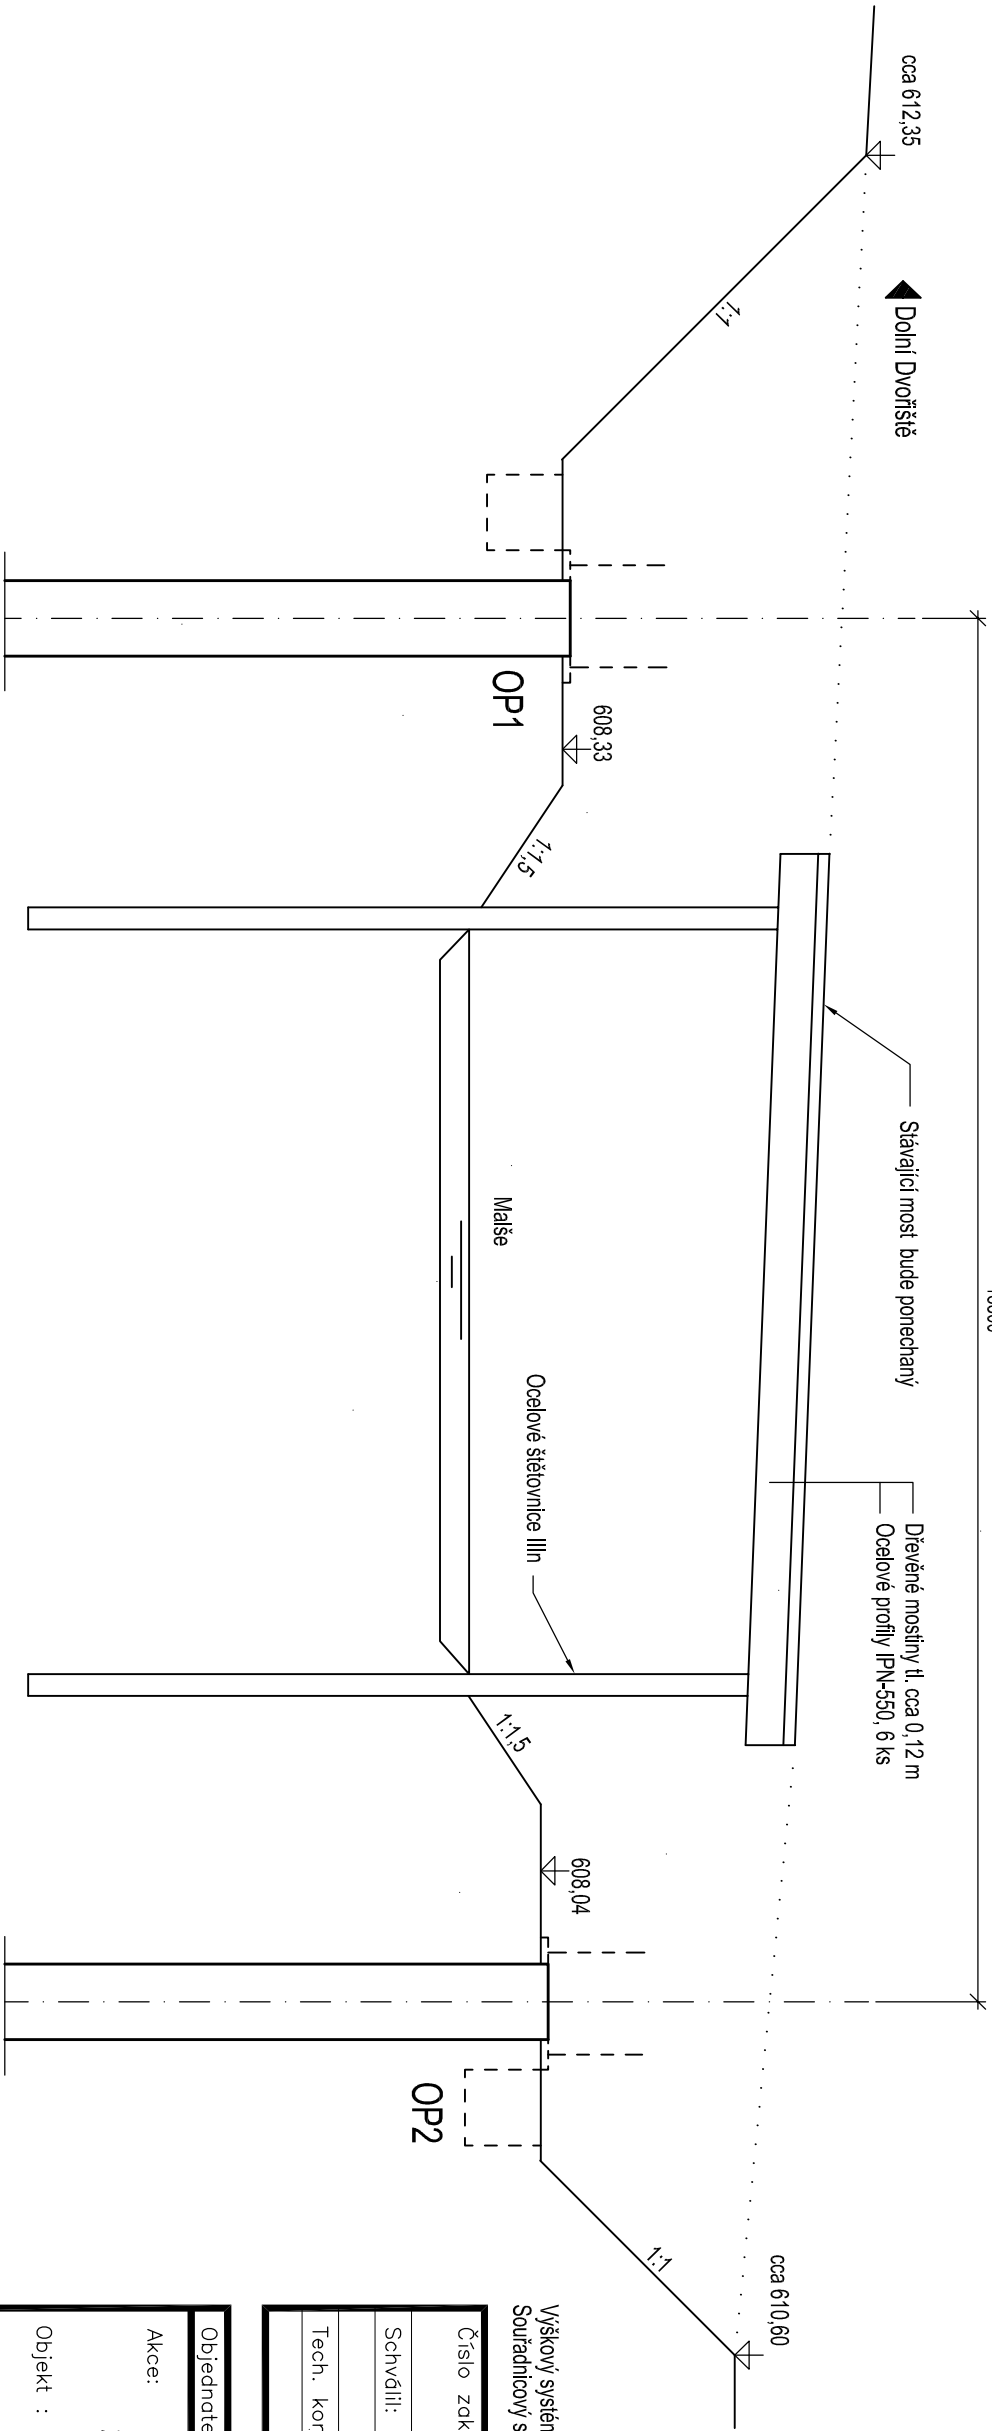 cca 612,35
Dolní Dvořiště
1:1
OP1
608,33
1:1,5
Stávající most bude ponechaný
Malše
Ocelové štětovnice IIIn
Dřevěné mostiny tl. cca 0,12 m
Ocelové profily IPN-550, 6 ks
1:1,5
608,04
OP2
1:1
cca 610,60
Výškový systém
Souřadnicový s
Číslo zak
Schválil:
Tech. kon
Objednate
Akce:
Objekt :